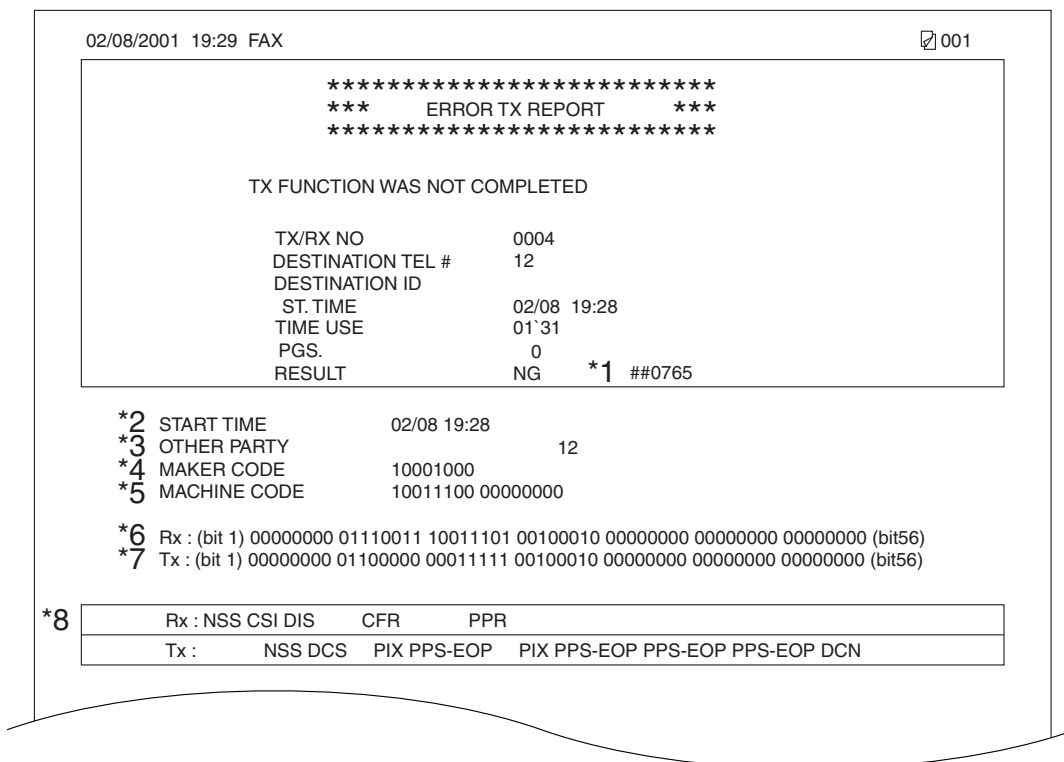 02/08/2001 19:29 FAX 001
**************************
*** ERROR TX REPORT ***
**************************
TX FUNCTION WAS NOT COMPLETED
TX/RX NO 0004
DESTINATION TEL # 12
DESTINATION ID
ST. TIME 02/08 19:28
TIME USE 01`31
PGS. 0
RESULT NG *1 ##0765
*2 START TIME 02/08 19:28
*3 OTHER PARTY 12
*4 MAKER CODE 10001000
*5 MACHINE CODE 10011100 00000000
*6 Rx : (bit 1) 00000000 01110011 10011101 00100010 00000000 00000000 00000000 (bit56)
*7 Tx : (bit 1) 00000000 01100000 00011111 00100010 00000000 00000000 00000000 (bit56)
*8 Rx : NSS CSI DIS CFR PPR
Tx : NSS DCS PIX PPS-EOP PIX PPS-EOP PPS-EOP PPS-EOP DCN